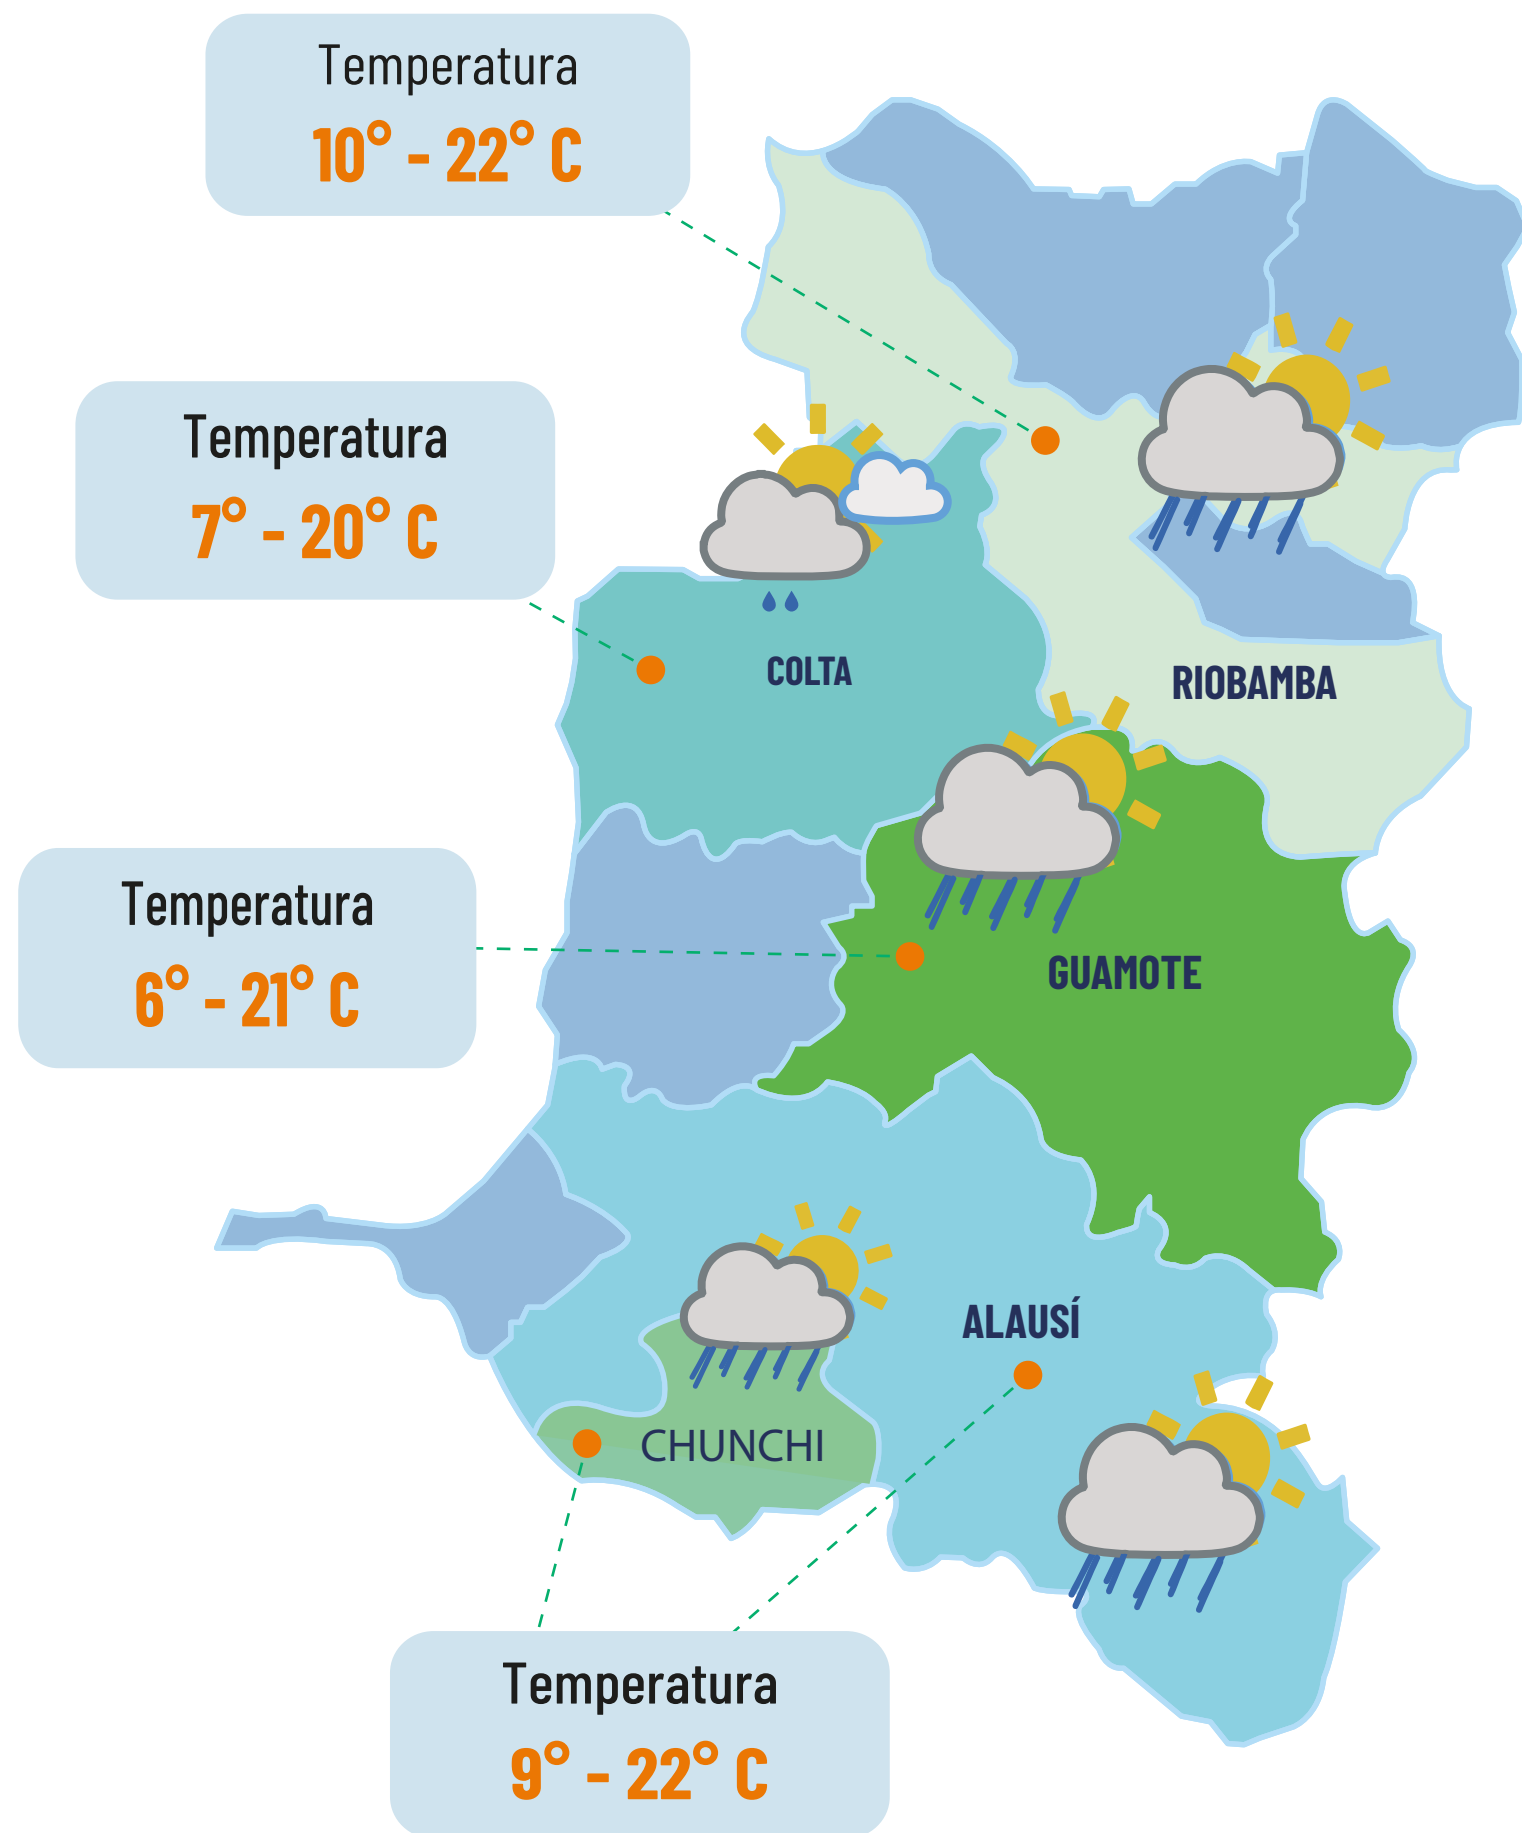 Temperatura
10° - 22° C
Temperatura
7° - 20° C
COLTA
RIOBAMBA
Temperatura
6° - 21° C
GUAMOTE
ALAUSÍ
CHUNCHI
Temperatura
9° - 22° C